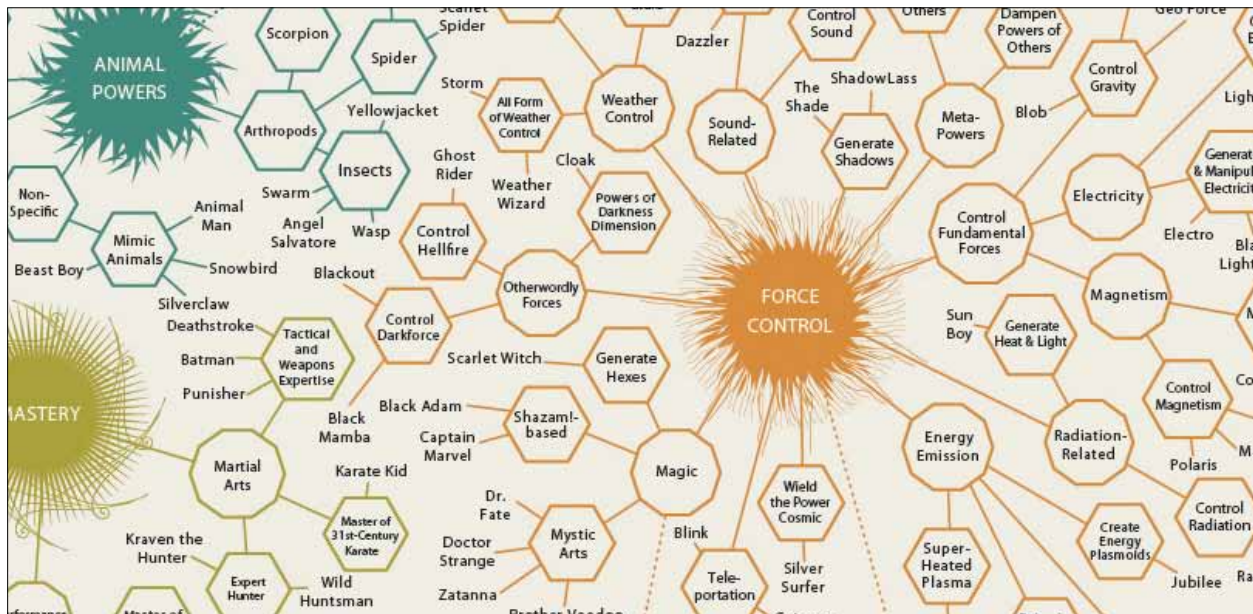 Scorpion
Spider
Spider
ANIMAL
POWERS
Arthropods
Yellowjacket
Insects
Swarm
Angel
Salvatore
Wasp
Non-
Specific
Mimic
Animals
Animal
Man
Beast Boy
Snowbird
Silverclaw
Storm
All Form
of Weather
Control
Weather
Control
Weather
Wizard
Dazzler
Sound-
Related
Control
Sound
The
Shade
ShadowLass
Generate
Shadows
Others
Meta-
Powers
Dampen
Powers of
Others
Blob
Control
Gravity
Geo Force
Ghost
Rider
Control
Hellfire
Cloak
Powers of
Darkness
Dimension
Otherwordly
Forces
Blackout
Control
Darkforce
Black
Mamba
FORCE
CONTROL
Control
Fundamental
Forces
Electricity
Generate
& Manipul
Electricit
Electro
Magnetism
Control
Magnetism
Polaris
Sun
Boy
Generate
Heat & Light
Radiation-
Related
Control
Radiation
Energy
Emission
Super-
Heated
Plasma
Create
Energy
Plasmoids
Jubilee
Scarlet Witch
Generate
Hexes
Black Adam
Captain
Marvel
Shazam!-
based
Magic
Dr.
Fate
Doctor
Strange
Zatanna
Mystic
Arts
Brother Voodoo
Wield
the Power
Cosmic
Silver
Surfer
Blink
Tele-
portation
MASTERY
Deathstroke
Batman
Punisher
Tactical
and
Weapons
Expertise
Martial
Arts
Karate Kid
Master of
31st-Century
Karate
Kraven the
Hunter
Expert
Hunter
Wild
Huntsman
Master of